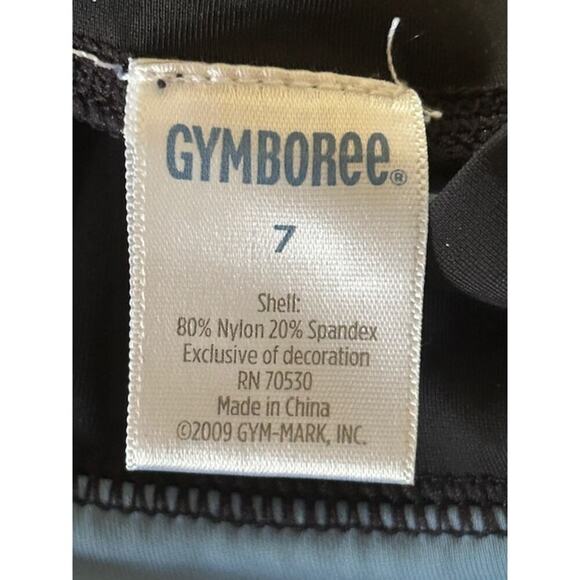 GYMBORee®
7
Shell:
80% Nylon 20% Spandex
Exclusive of decoration
RN 70530
Made in China
©2009 GYM-MARK, INC.